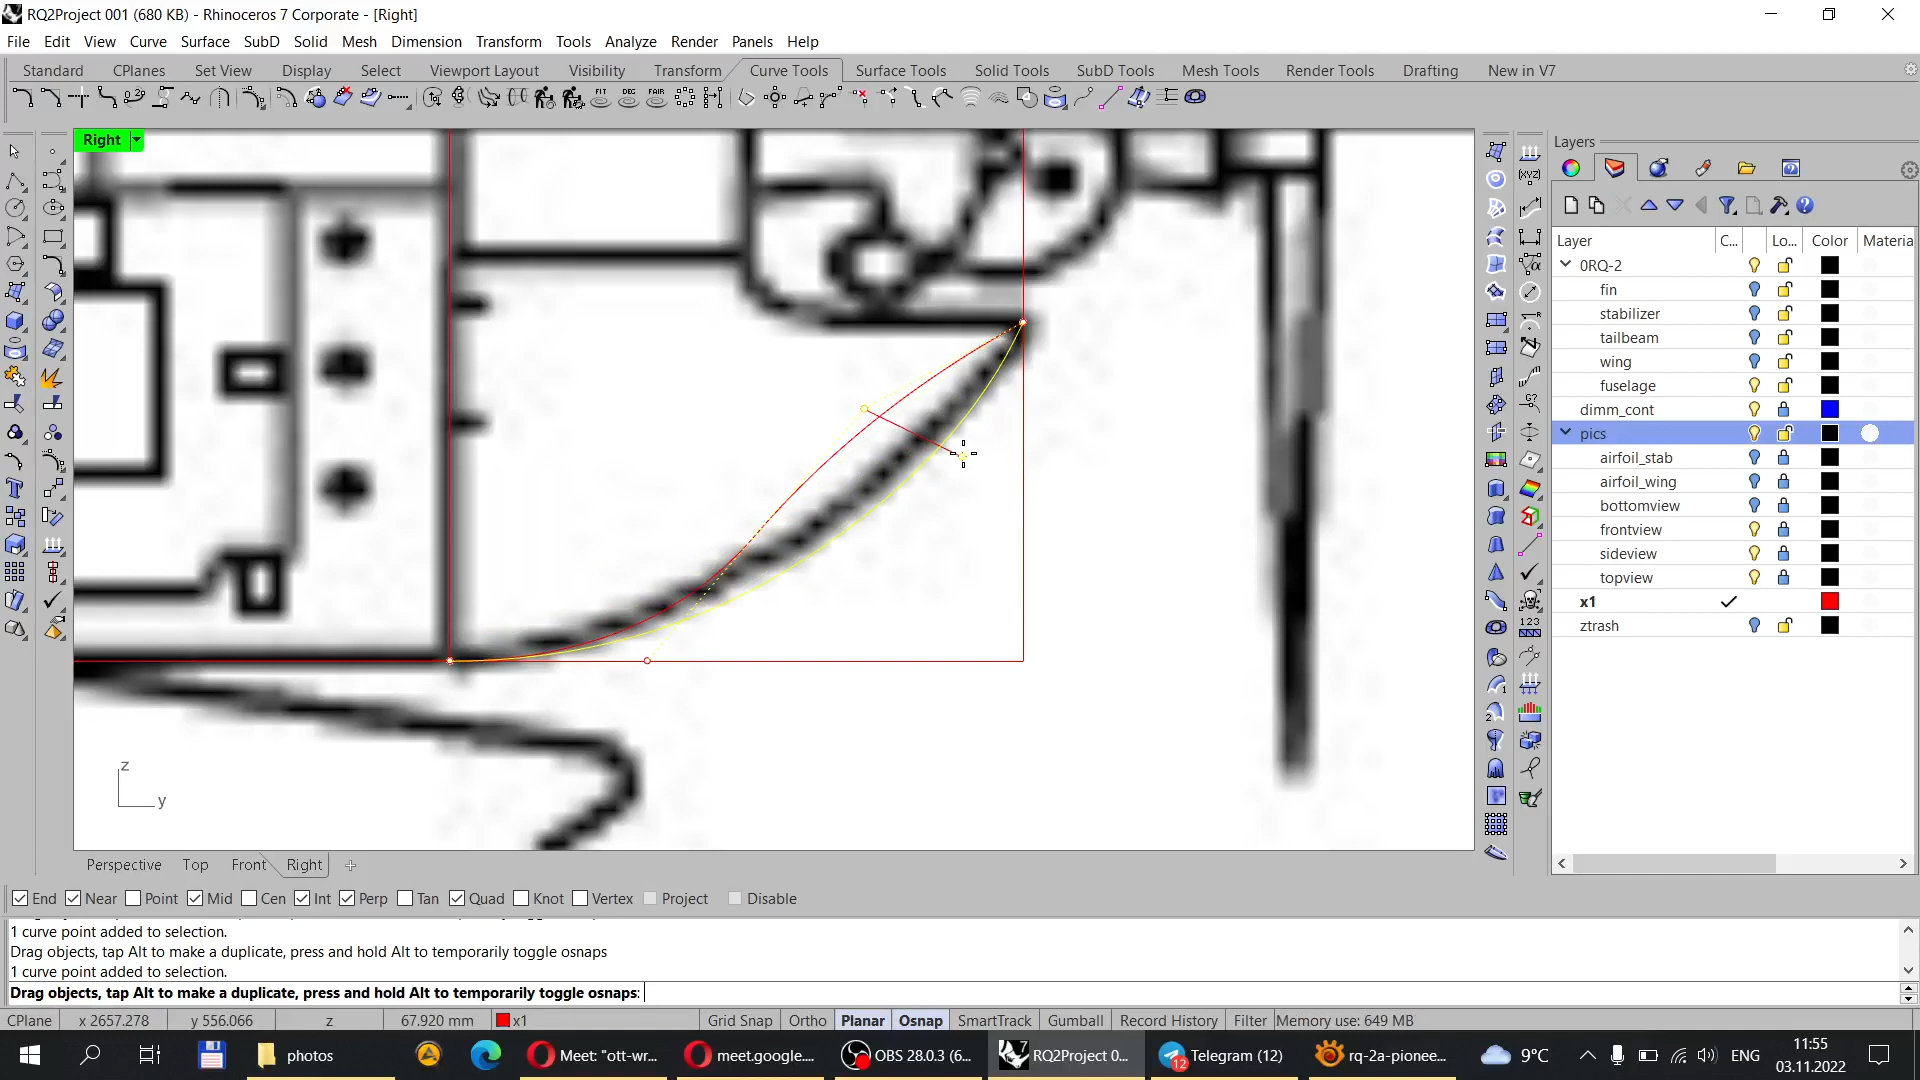 RQ2Project 001 (680 KB) - Rhinoceros 7 Corporate - [Right]
File Edit View Curve Surface SubD Solid Mesh Dimension Transform Tools Analyze Render Panels Help
Standard CPlanes Set View Display Select Viewport Layout Visibility Transform Curve Tools Surface Tools Solid Tools SubD Tools Mesh Tools Render Tools Drafting New in V7
FIT DEG FAIR
Right
Layers
Layer C... Lo... Color Materia
0RQ-2
fin
stabilizer
tailbeam
wing
fuselage
dimm_cont
pics
airfoil_stab
airfoil_wing
bottomview
frontview
sideview
topview
x1
ztrash
z
y
Perspective Top Front Right
End Near Point Mid Cen Int Perp Tan Quad Knot Vertex Project Disable
1 curve point added to selection.
Drag objects, tap Alt to make a duplicate, press and hold Alt to temporarily toggle osnaps
1 curve point added to selection.
Drag objects, tap Alt to make a duplicate, press and hold Alt to temporarily toggle osnaps:
CPlane x 2657.278 y 556.066 z 67.920 mm x1 Grid Snap Ortho Planar Osnap SmartTrack Gumball Record History Filter Memory use: 649 MB
photos Meet: "ott-wr... meet.google.... OBS 28.0.3 (6... RQ2Project 0... Telegram (12) rq-2a-pionee... 9°C ENG 11:55
12 03.11.2022